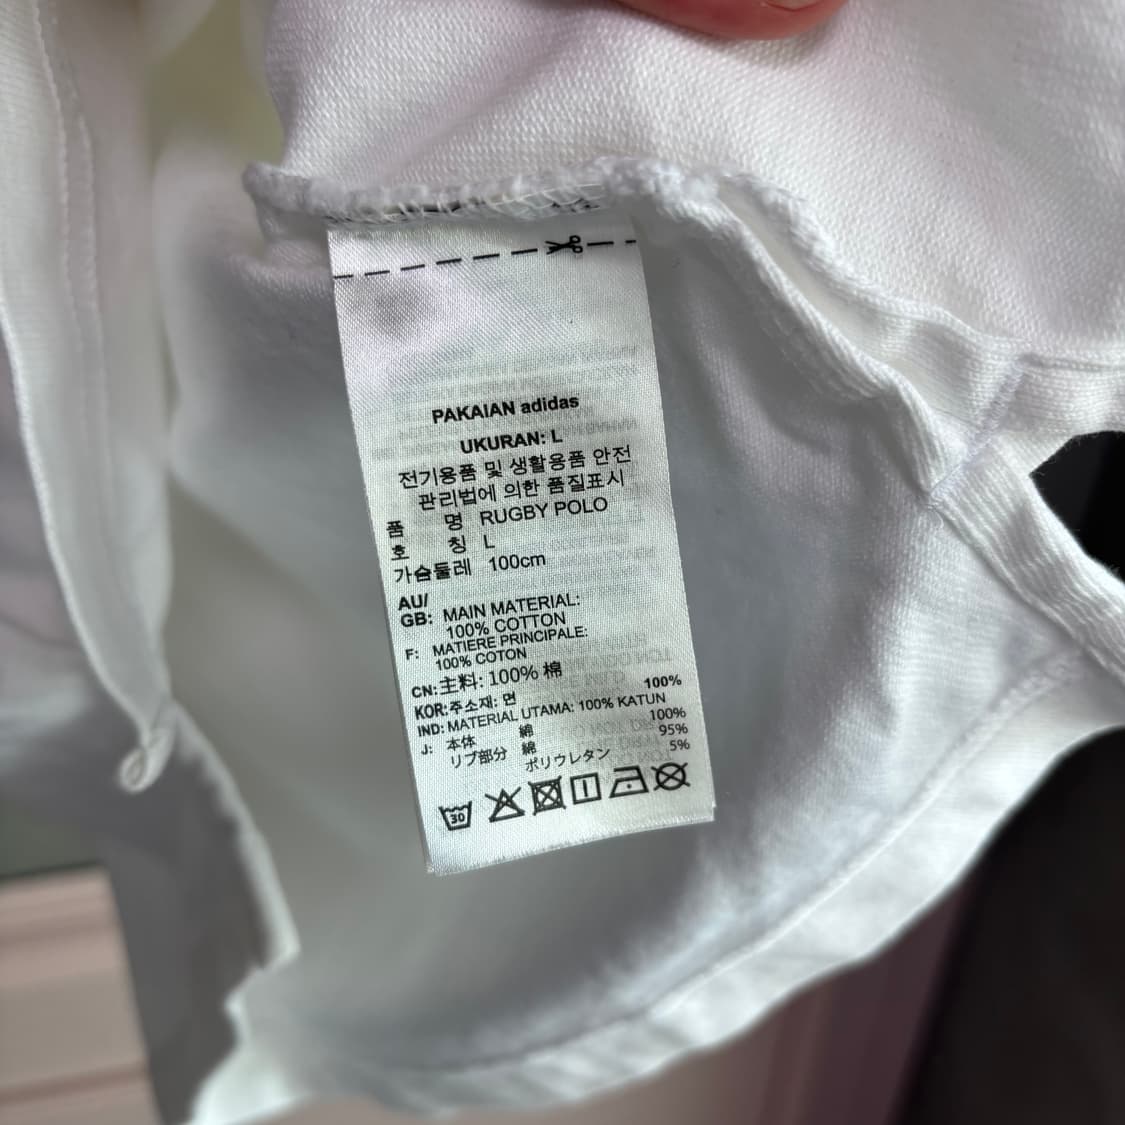 PAKAIAN adidas
UKURAN: L
전기용품 및 생활용품 안전
관리법에 의한 품질표시
품 명 RUGBY POLO
호 칭 L
가슴둘레 100cm
AU/
GB: MAIN MATERIAL:
100% COTTON
F: MATIERE PRINCIPALE:
100% COTON
CN: 主料: 100% 棉
KOR: 주소재: 면 100%
IND: MATERIAL UTAMA: 100% KATUN
J: 本体 綿 100%
リブ部分 綿 95%
ポリウレタン 5%
30